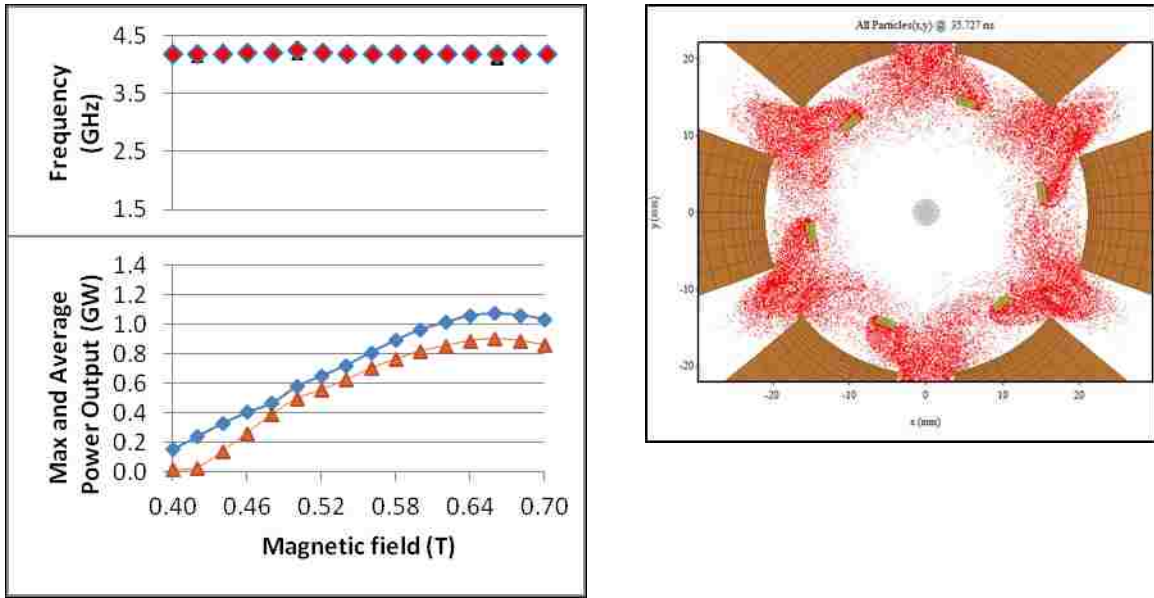 4.5
3.5
2.5
1.5
Frequency
(GHz)
1.4
1.2
1.0
0.8
0.6
0.4
0.2
0.0
Max and Average
Power Output (GW)
0.40 0.46 0.52 0.58 0.64 0.70
Magnetic field (T)
All Particles(x,y) @ 35.727 ns
20
10
0
-10
-20
y (mm)
-20 -10 0 10 20
x (mm)